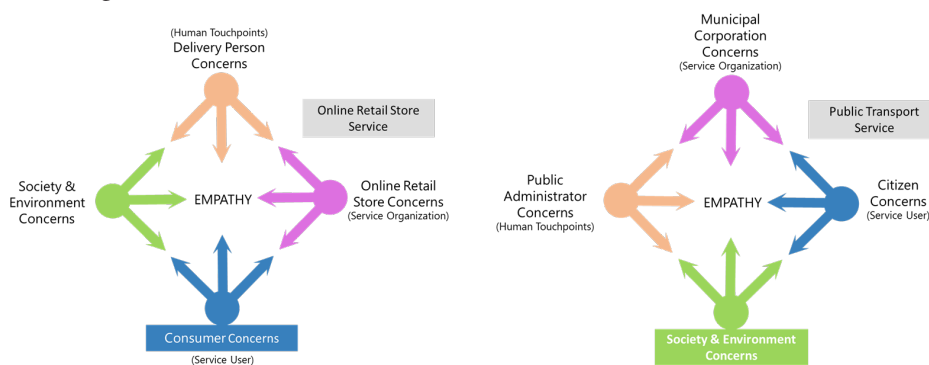 (Human Touchpoints)
Delivery Person
Concerns
Online Retail Store
Service
Society &
Environment
Concerns
EMPATHY
Online Retail
Store Concerns
(Service Organization)
Consumer Concerns
(Service User)
Municipal
Corporation
Concerns
(Service Organization)
Public Transport
Service
Public
Administrator
Concerns
(Human Touchpoints)
EMPATHY
Citizen
Concerns
(Service User)
Society & Environment
Concerns